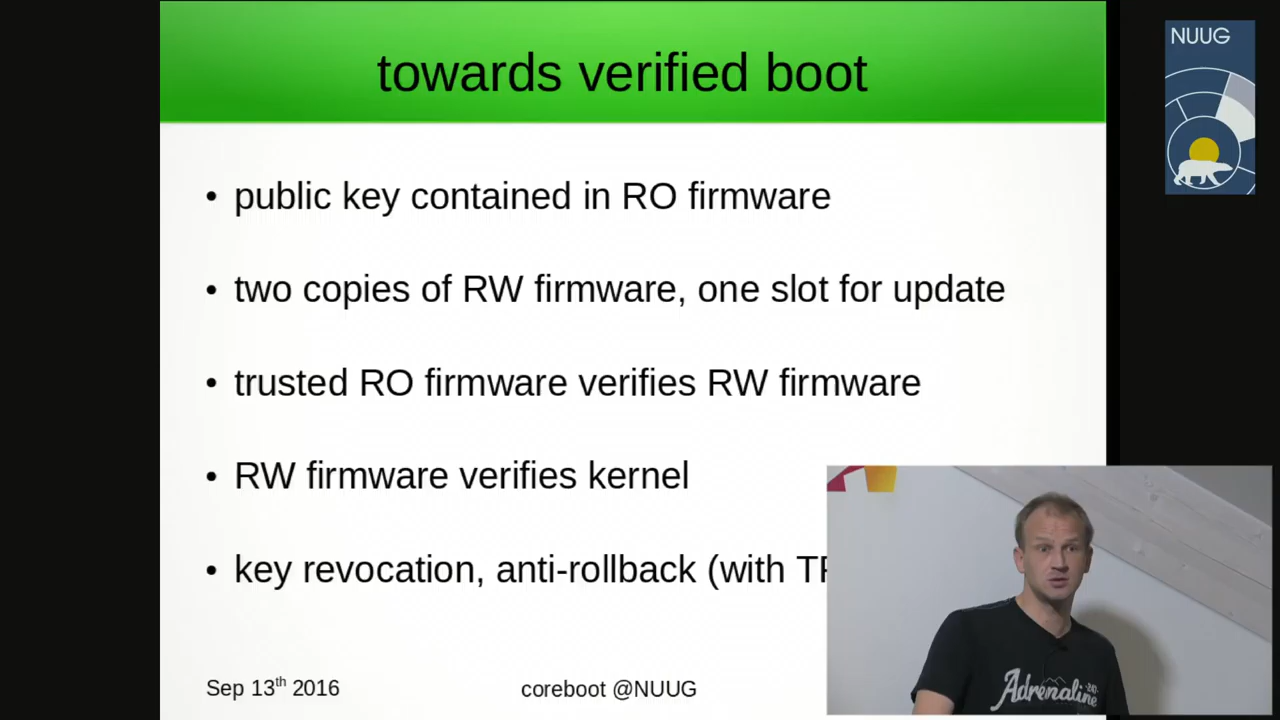 towards verified boot
NUUG
• public key contained in RO firmware
• two copies of RW firmware, one slot for update
• trusted RO firmware verifies RW firmware
• RW firmware verifies kernel
• key revocation, anti-rollback (with
Adrenaline
Sep 13th 2016
coreboot @NUUG